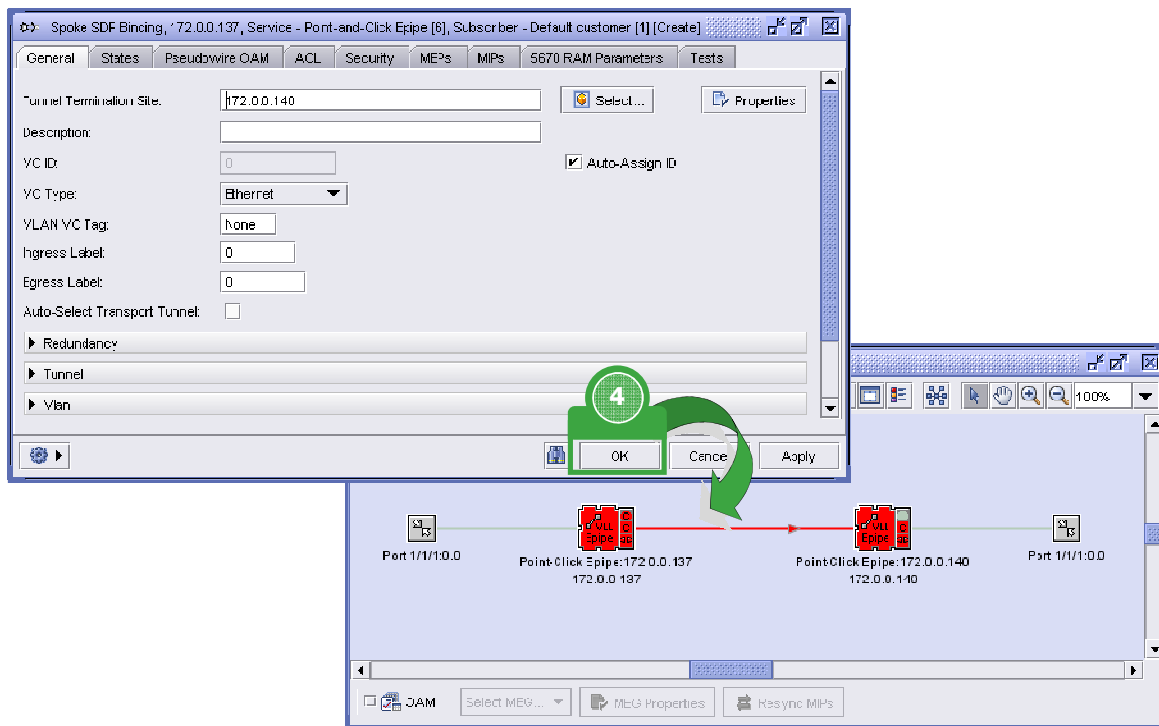 Spoke SDP Binding, 172.0.0.137, Service - Point-and-Click Epipe [6], Subscriber - Default customer [1] [Create]
General States Pseudowire OAM ACL Security MEPs MIPs 5670 RAM Parameters Tests
Tunnel Termination Site: 172.0.0.140 Select... Properties
Description:
VC ID: 0 Auto-Assign ID
VC Type: Ethernet
VLAN VC Tag: None
Ingress Label: 0
Egress Label: 0
Auto-Select Transport Tunnel:
Redundancy
Tunnel
Vlan
4
OK Cancel Apply
100%
VLL Epipe
VLL Epipe
Port 1/1/1:0.0
Point-Click Epipe:172.0.0.137
172.0.0.137
Point-Click Epipe:172.0.0.140
172.0.0.140
Port 1/1/1:0.0
OAM Select MEG... MEG Properties Resync MIPs